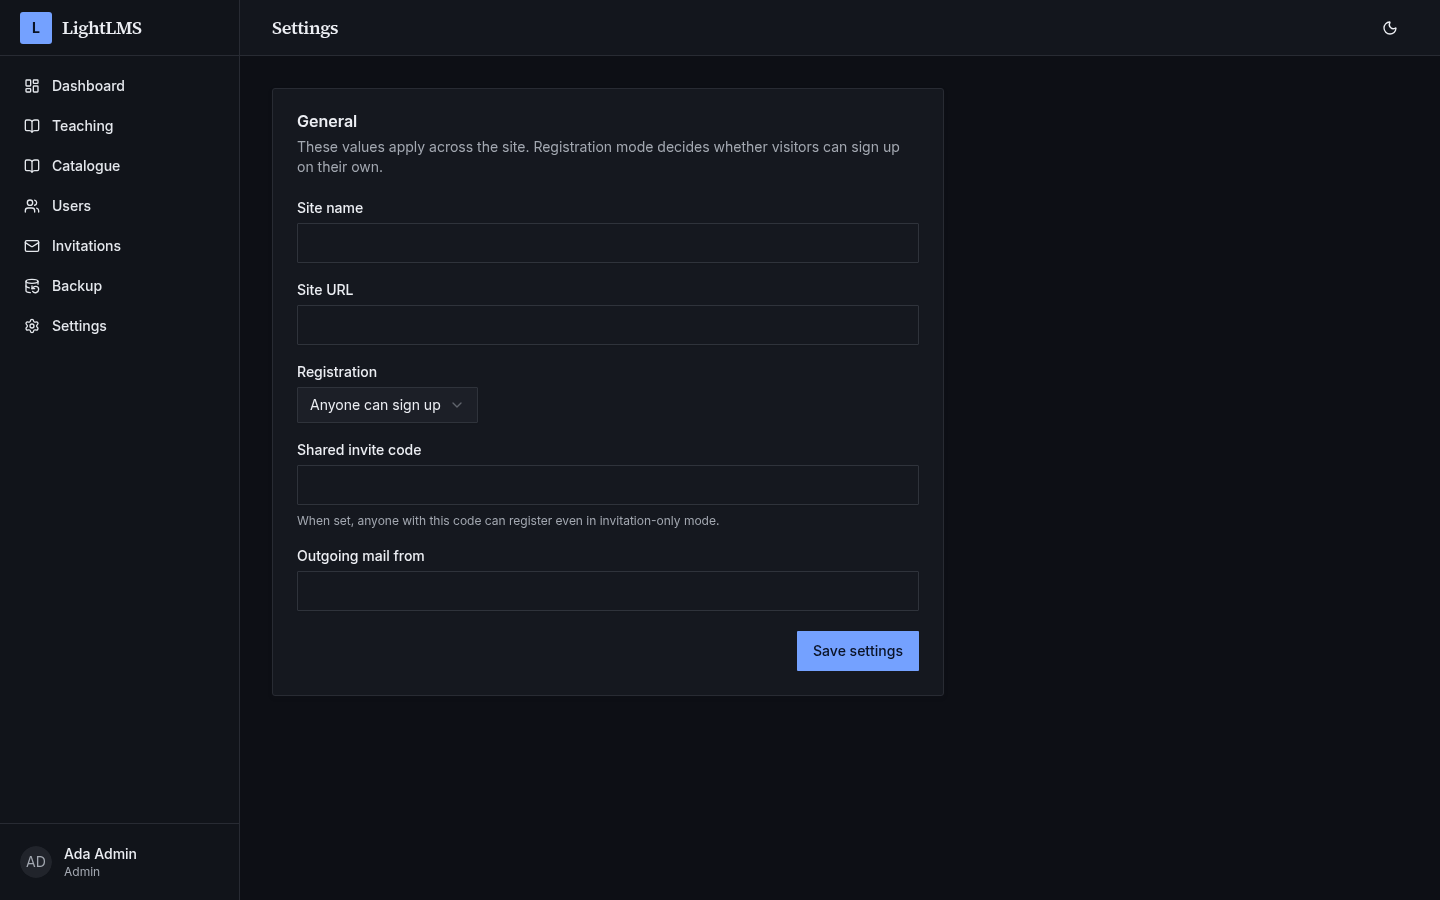 L
LightLMS
Settings
Dashboard
Teaching
Catalogue
Users
Invitations
Backup
Settings
General
These values apply across the site. Registration mode decides whether visitors can sign up
on their own.
Site name
Site URL
Registration
Anyone can sign up
Shared invite code
When set, anyone with this code can register even in invitation-only mode.
Outgoing mail from
Save settings
AD
Ada Admin
Admin